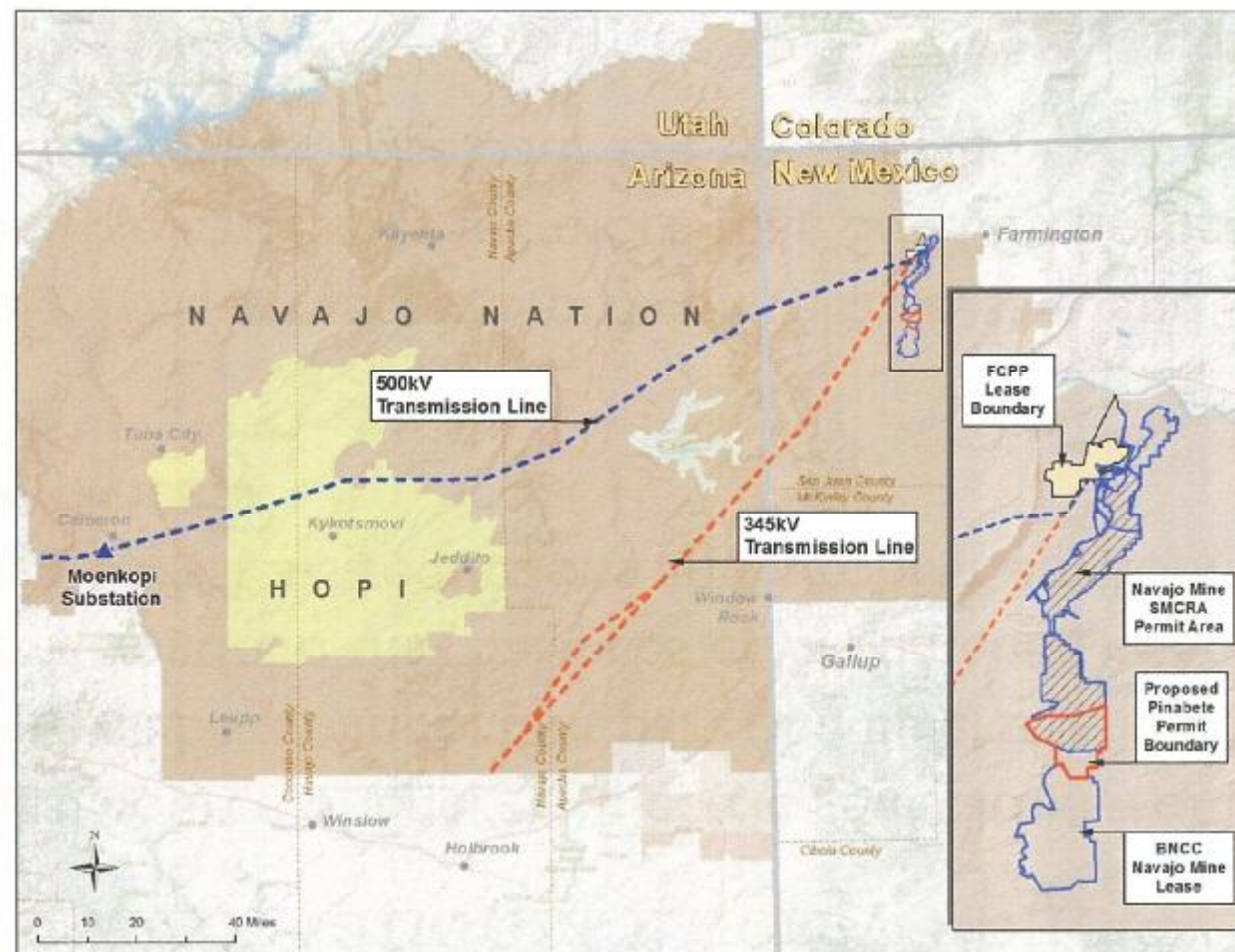 Utah Colorado
Arizona New Mexico
Navajo County
Apache County
Kayenta
Farmington
NAVAJO NATION
500kV
Transmission Line
Tuba City
San Juan County
McKinley County
Cameron
Kykotsmovi
345kV
Transmission Line
Jeddito
Moenkopi
Substation
HOPI
Window
Rock
Gallup
Leupp
Coconino County
Navajo County
Navajo County
Apache County
Winslow
Holbrook
Cibola County
N
0 10 20 40 Miles
FCPP
Lease
Boundary
Navajo Mine
SMCRA
Permit Area
Proposed
Pinabete
Permit
Boundary
BNCC
Navajo Mine
Lease